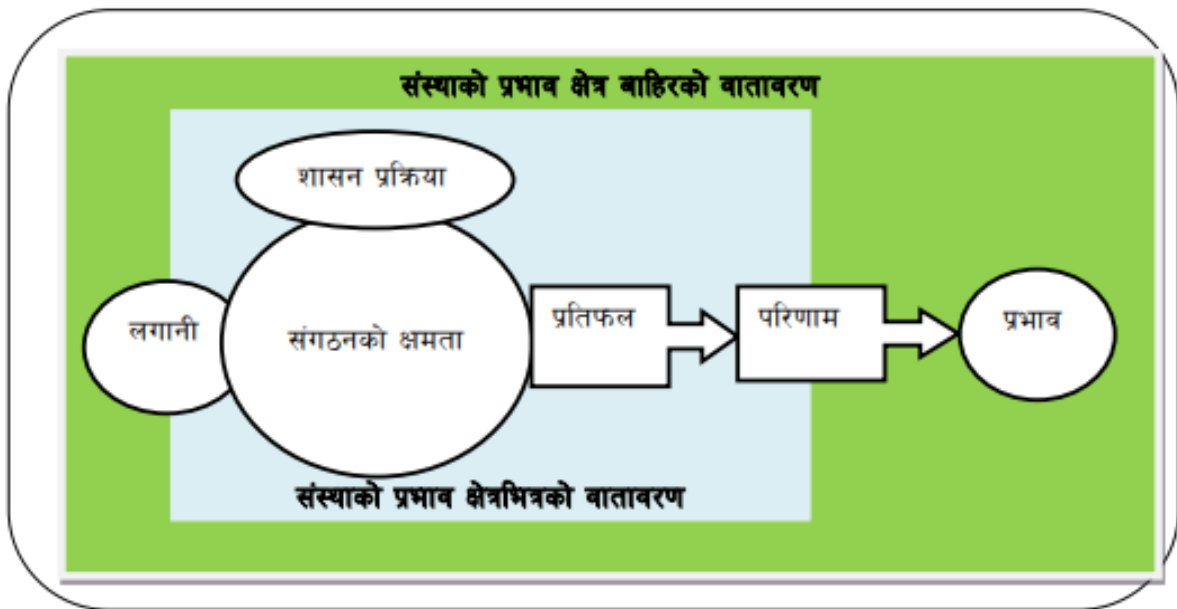 संस्थाको प्रभाव क्षेत्र बाहिरको वातावरण
शासन प्रक्रिया
लगानी
संगठनको क्षमता
प्रतिफल
परिणाम
प्रभाव
संस्थाको प्रभाव क्षेत्रभित्रको वातावरण